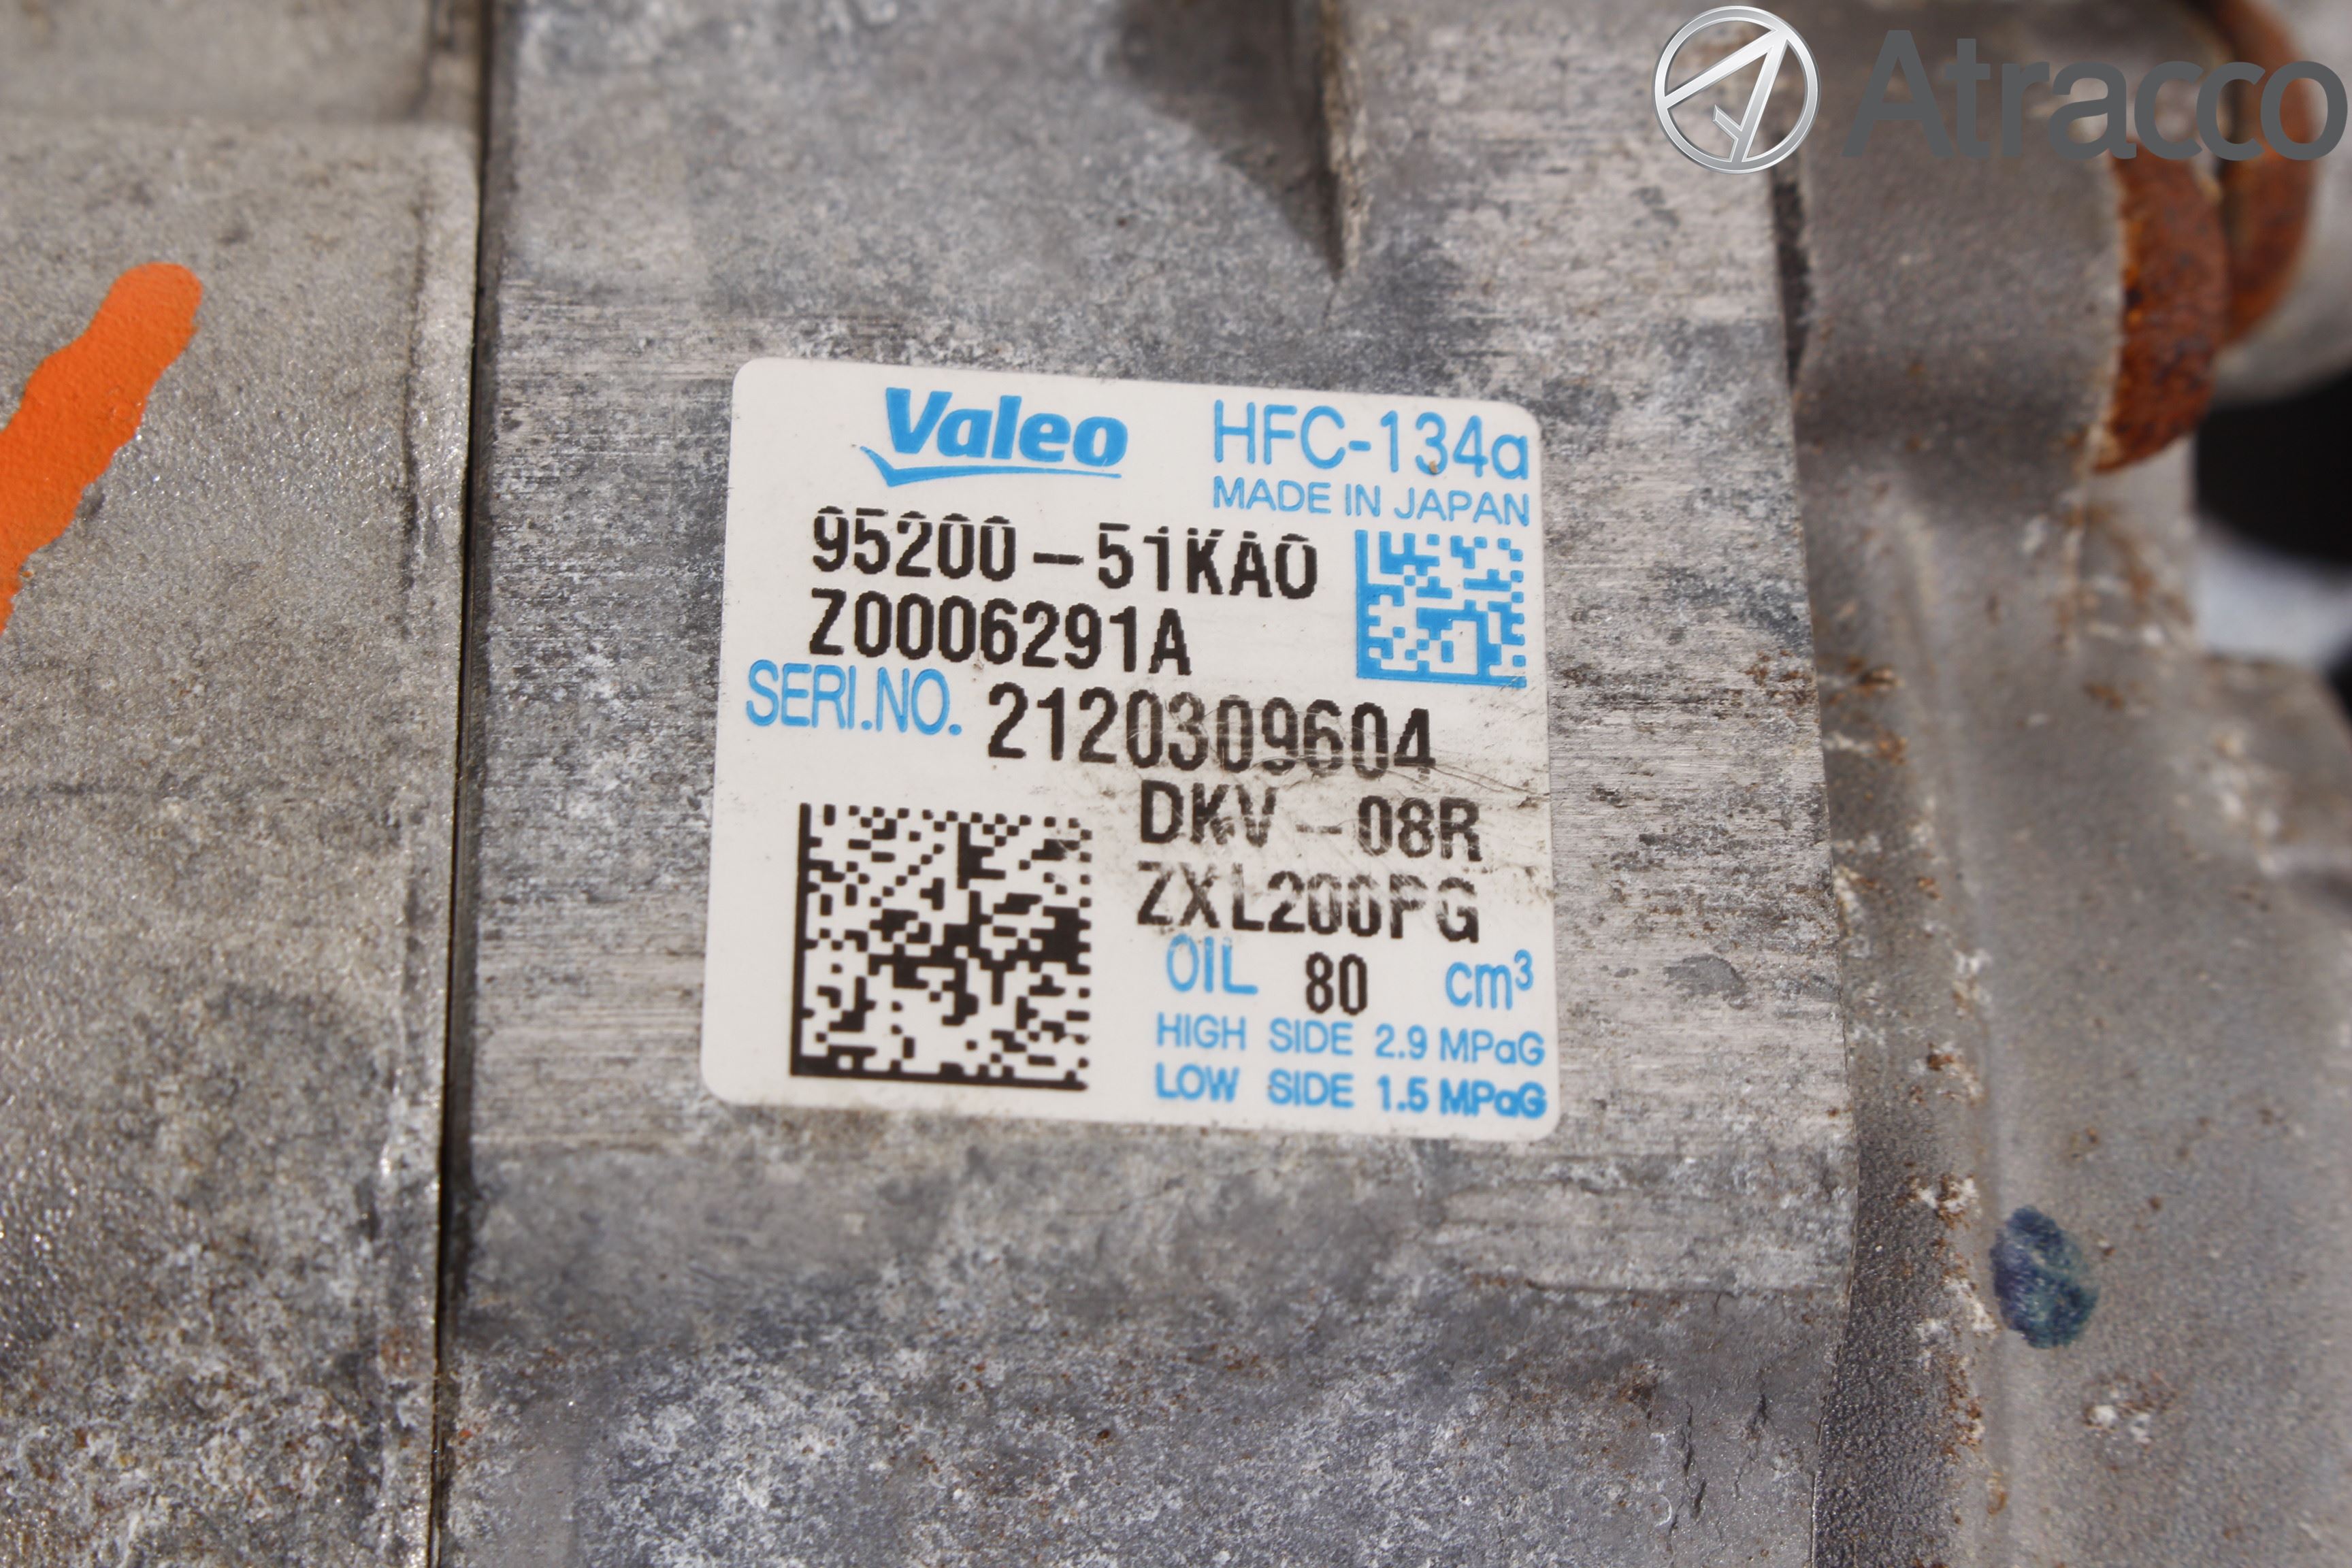 Atracco
Valeo
HFC-134a
MADE IN JAPAN
95200-51KA0
Z0006291A
SERI.NO. 2120309604
DKV-08R
ZXL200PG
OIL 80 cm³
HIGH SIDE 2.9 MPaG
LOW SIDE 1.5 MPaG